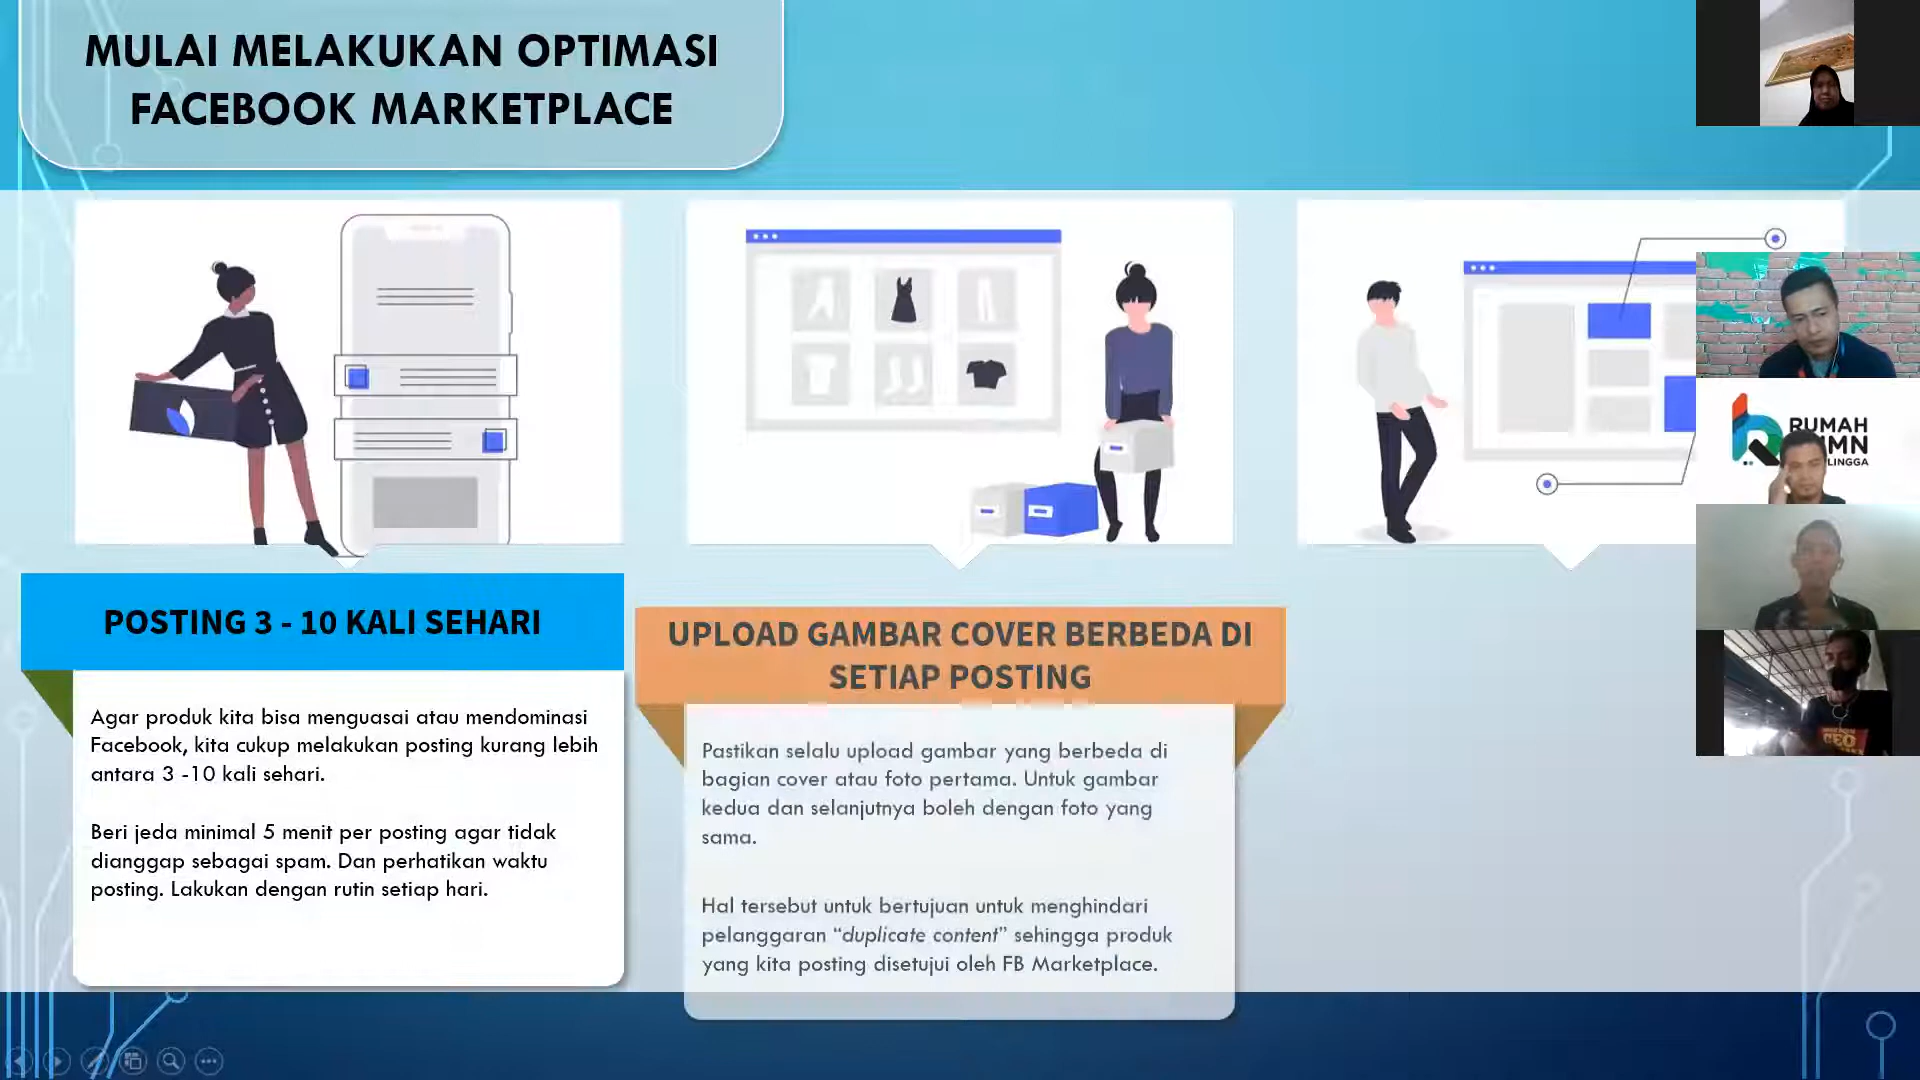 MULAI MELAKUKAN OPTIMASI
FACEBOOK MARKETPLACE
POSTING 3 - 10 KALI SEHARI
Agar produk kita bisa menguasai atau mendominasi
Facebook, kita cukup melakukan posting kurang lebih
antara 3 -10 kali sehari.
Beri jeda minimal 5 menit per posting agar tidak
dianggap sebagai spam. Dan perhatikan waktu
posting. Lakukan dengan rutin setiap hari.
UPLOAD GAMBAR COVER BERBEDA DI
SETIAP POSTING
Pastikan selalu upload gambar yang berbeda di
bagian cover atau foto pertama. Untuk gambar
kedua dan selanjutnya boleh dengan foto yang
sama.
Hal tersebut untuk bertujuan untuk menghindari
pelanggaran “duplicate content” sehingga produk
yang kita posting disetujui oleh FB Marketplace.
RUMAH
CEO